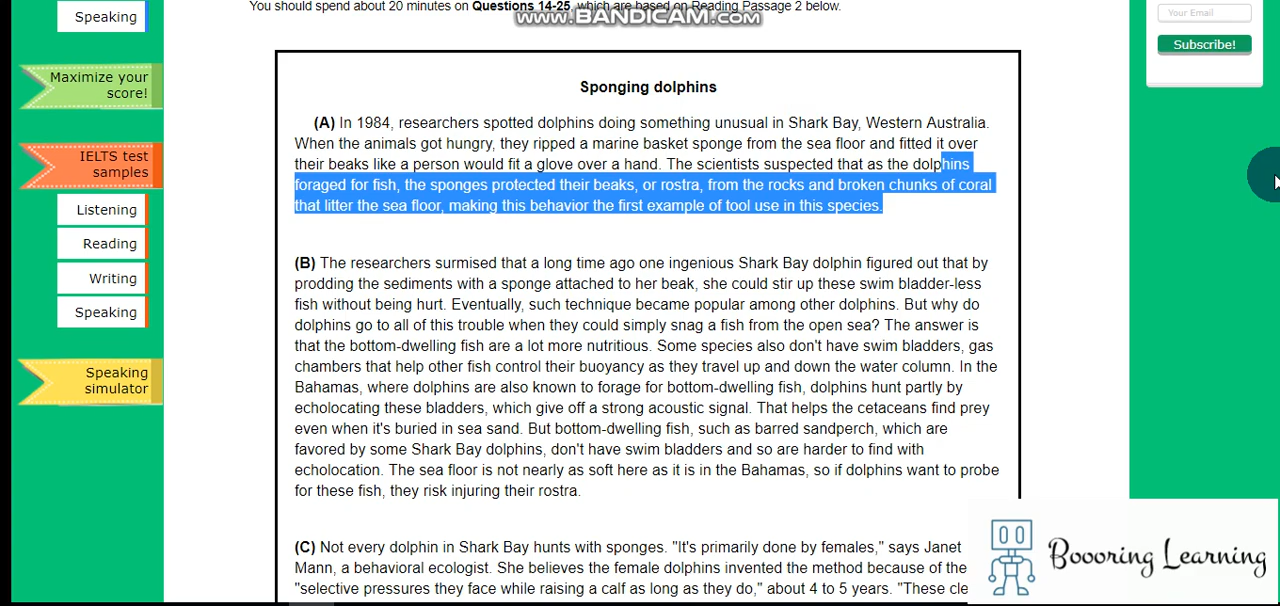 You should spend about 20 minutes on Questions 14-25, which are based on Reading Passage 2 below.
www.BANDICAM.com
Speaking
Maximize your
score!
IELTS test
samples
Listening
Reading
Writing
Speaking
Speaking
simulator
Sponging dolphins
(A) In 1984, researchers spotted dolphins doing something unusual in Shark Bay, Western Australia.
When the animals got hungry, they ripped a marine basket sponge from the sea floor and fitted it over
their beaks like a person would fit a glove over a hand. The scientists suspected that as the dolphins
foraged for fish, the sponges protected their beaks, or rostra, from the rocks and broken chunks of coral
that litter the sea floor, making this behavior the first example of tool use in this species.
(B) The researchers surmised that a long time ago one ingenious Shark Bay dolphin figured out that by
prodding the sediments with a sponge attached to her beak, she could stir up these swim bladder-less
fish without being hurt. Eventually, such technique became popular among other dolphins. But why do
dolphins go to all of this trouble when they could simply snag a fish from the open sea? The answer is
that the bottom-dwelling fish are a lot more nutritious. Some species also don't have swim bladders, gas
chambers that help other fish control their buoyancy as they travel up and down the water column. In the
Bahamas, where dolphins are also known to forage for bottom-dwelling fish, dolphins hunt partly by
echolocating these bladders, which give off a strong acoustic signal. That helps the cetaceans find prey
even when it's buried in sea sand. But bottom-dwelling fish, such as barred sandperch, which are
favored by some Shark Bay dolphins, don't have swim bladders and so are harder to find with
echolocation. The sea floor is not nearly as soft here as it is in the Bahamas, so if dolphins want to probe
for these fish, they risk injuring their rostra.
(C) Not every dolphin in Shark Bay hunts with sponges. "It's primarily done by females," says Janet
Mann, a behavioral ecologist. She believes the female dolphins invented the method because of the
"selective pressures they face while raising a calf as long as they do," about 4 to 5 years. "These cle
Your Email
Subscribe!
Boooring Learning